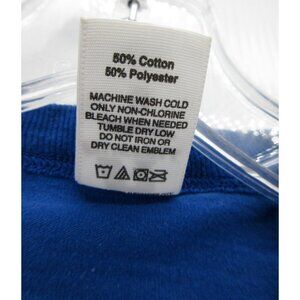 50% Cotton
50% Polyester
MACHINE WASH COLD
ONLY NON-CHLORINE
BLEACH WHEN NEEDED
TUMBLE DRY LOW
DO NOT IRON OR
DRY CLEAN EMBLEM